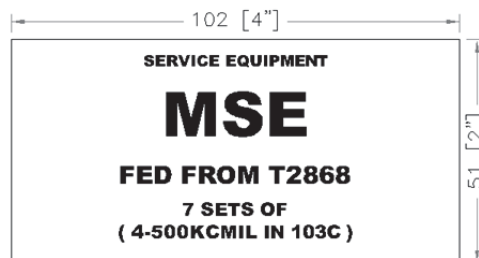 102 [4"]
SERVICE EQUIPMENT
MSE
FED FROM T2868
7 SETS OF
( 4-500KCMIL IN 103C )
51 [2"]